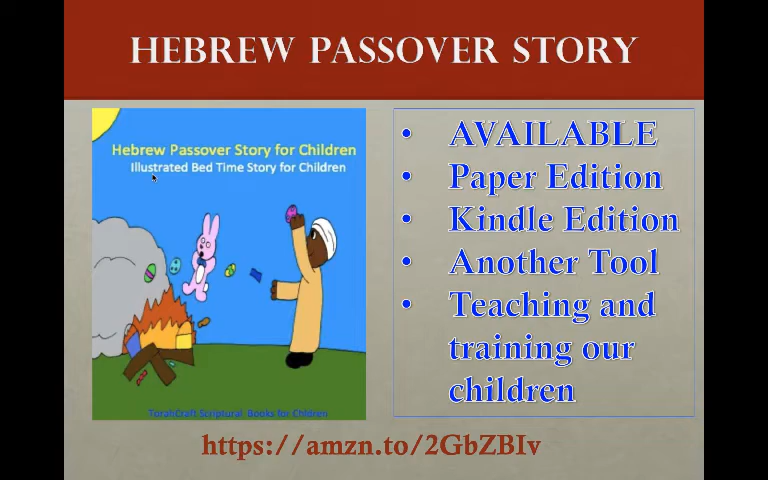 HEBREW PASSOVER STORY
Hebrew Passover Story for Children
Illustrated Bed Time Story for Children
TorahCraft Scriptural Books for Children
• AVAILABLE
• Paper Edition
• Kindle Edition
• Another Tool
• Teaching and
training our
children
https://amzn.to/2GbZBIv